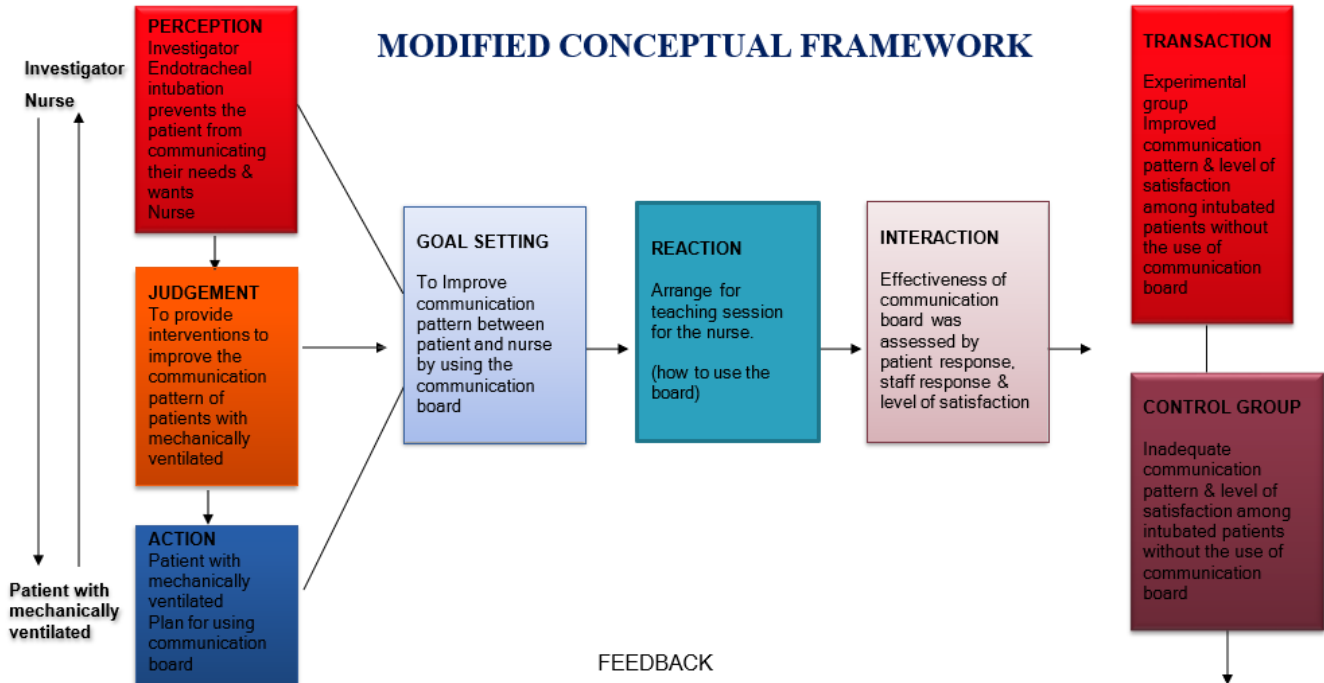 MODIFIED CONCEPTUAL FRAMEWORK
Investigator
Nurse
Patient with
mechanically
ventilated
PERCEPTION
Investigator
Endotracheal
intubation
prevents the
patient from
communicating
their needs &
wants
Nurse
JUDGEMENT
To provide
interventions to
improve the
communication
pattern of
patients with
mechanically
ventilated
ACTION
Patient with
mechanically
ventilated
Plan for using
communication
board
GOAL SETTING
To Improve
communication
pattern between
patient and nurse
by using the
communication
board
REACTION
Arrange for
teaching session
for the nurse.
(how to use the
board)
INTERACTION
Effectiveness of
communication
board was
assessed by
patient response,
staff response &
level of satisfaction
TRANSACTION
Experimental
group
Improved
communication
pattern & level of
satisfaction
among intubated
patients without
the use of
communication
board
CONTROL GROUP
Inadequate
communication
pattern & level of
satisfaction among
intubated patients
without the use of
communication
board
FEEDBACK